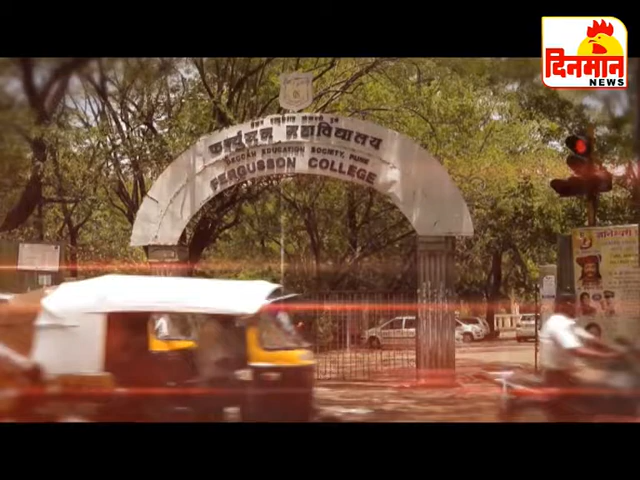 दिनमान
NEWS
फर्ग्युसन महाविद्यालय
DECCAN EDUCATION SOCIETY, PUNE
FERGUSSON COLLEGE